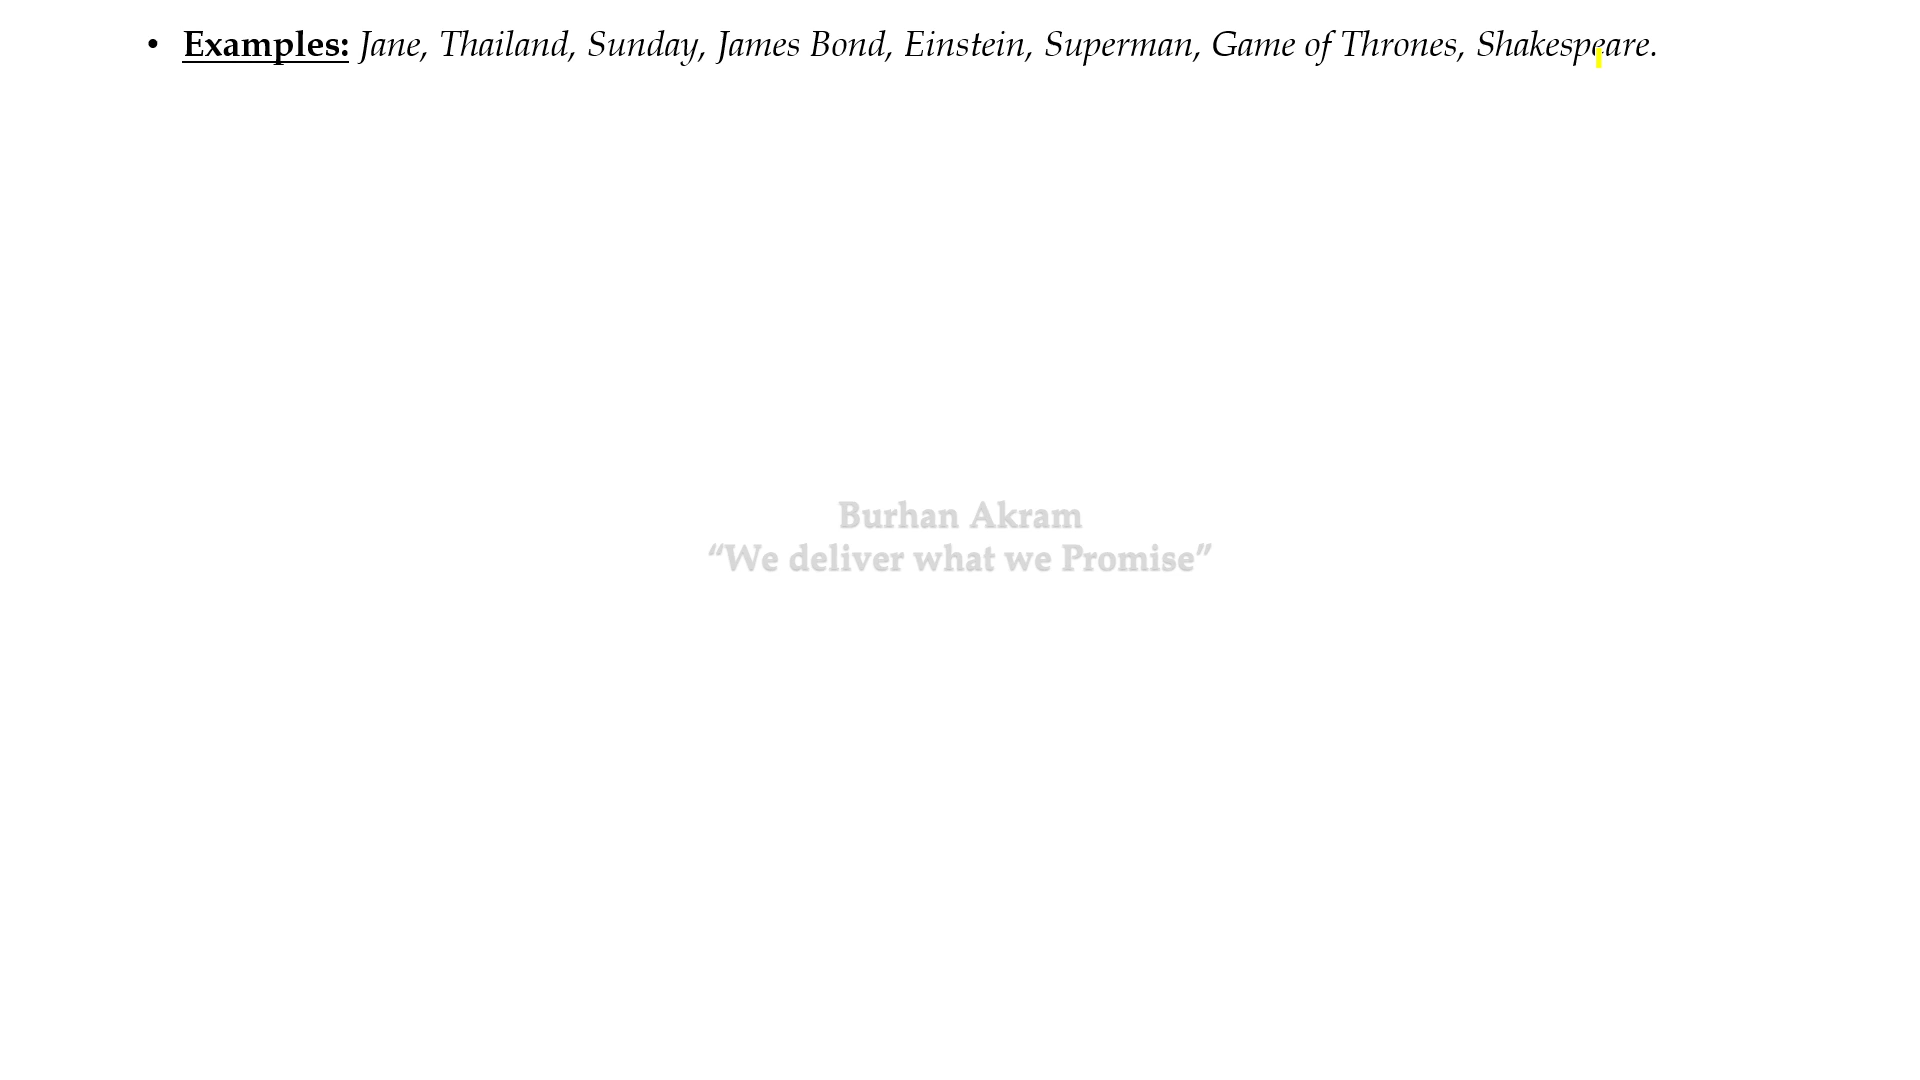 • Examples: Jane, Thailand, Sunday, James Bond, Einstein, Superman, Game of Thrones, Shakespeare.
Burhan Akram
“We deliver what we Promise”